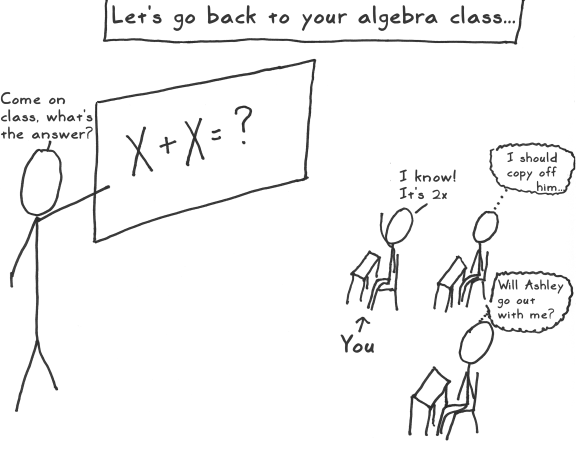 Let's go back to your algebra class...
Come on
class, what's
the answer?
X + X = ?
I know!
It's 2x
I should
copy off
him...
You
Will Ashley
go out
with me?